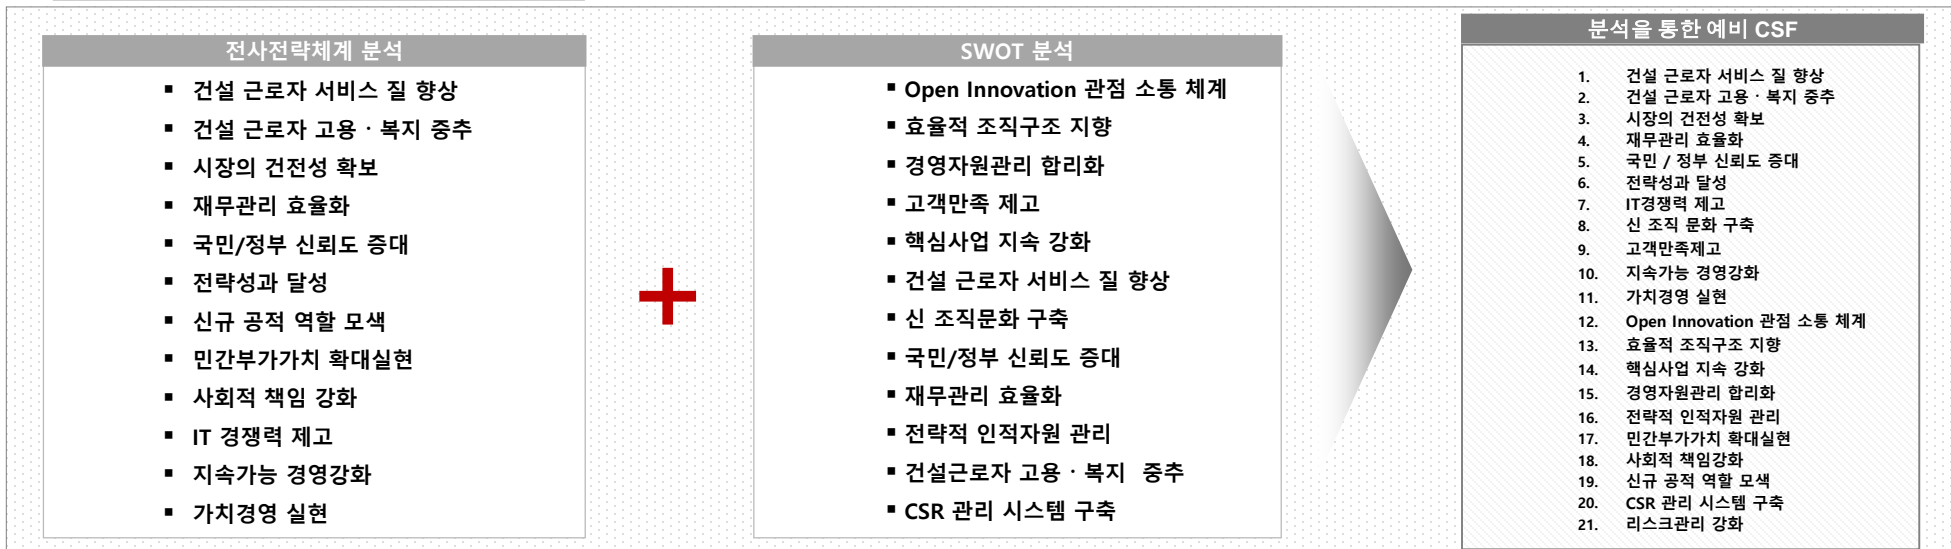 전사전략체계 분석
▪ 건설 근로자 서비스 질 향상
▪ 건설 근로자 고용 · 복지 중추
▪ 시장의 건전성 확보
▪ 재무관리 효율화
▪ 국민/정부 신뢰도 증대
▪ 전략성과 달성
▪ 신규 공적 역할 모색
▪ 민간부가가치 확대실현
▪ 사회적 책임 강화
▪ IT 경쟁력 제고
▪ 지속가능 경영강화
▪ 가치경영 실현
+
SWOT 분석
▪ Open Innovation 관점 소통 체계
▪ 효율적 조직구조 지향
▪ 경영자원관리 합리화
▪ 고객만족 제고
▪ 핵심사업 지속 강화
▪ 건설 근로자 서비스 질 향상
▪ 신 조직문화 구축
▪ 국민/정부 신뢰도 증대
▪ 재무관리 효율화
▪ 전략적 인적자원 관리
▪ 건설근로자 고용 · 복지 중추
▪ CSR 관리 시스템 구축
분석을 통한 예비 CSF
1. 건설 근로자 서비스 질 향상
2. 건설 근로자 고용 · 복지 중추
3. 시장의 건전성 확보
4. 재무관리 효율화
5. 국민 / 정부 신뢰도 증대
6. 전략성과 달성
7. IT경쟁력 제고
8. 신 조직 문화 구축
9. 고객만족제고
10. 지속가능 경영강화
11. 가치경영 실현
12. Open Innovation 관점 소통 체계
13. 효율적 조직구조 지향
14. 핵심사업 지속 강화
15. 경영자원관리 합리화
16. 전략적 인적자원 관리
17. 민간부가가치 확대실현
18. 사회적 책임강화
19. 신규 공적 역할 모색
20. CSR 관리 시스템 구축
21. 리스크관리 강화